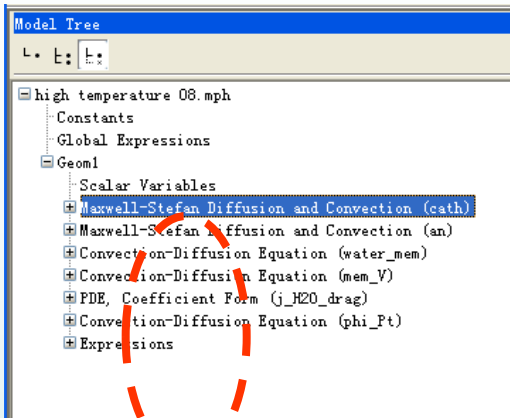 Model Tree
high temperature 08.mph
Constants
Global Expressions
Geom1
Scalar Variables
Maxwell-Stefan Diffusion and Convection (cath)
Maxwell-Stefan Diffusion and Convection (an)
Convection-Diffusion Equation (water_mem)
Convection-Diffusion Equation (mem_V)
PDE, Coefficient Form (j_H2O_drag)
Convection-Diffusion Equation (phi_Pt)
Expressions